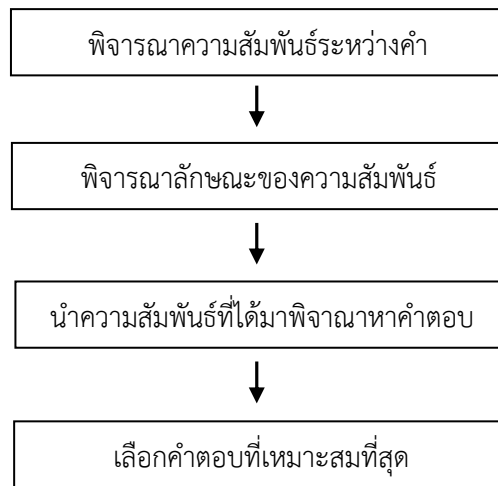 พิจารณาความสัมพันธ์ระหว่างคำ
พิจารณาลักษณะของความสัมพันธ์
นำความสัมพันธ์ที่ได้มาพิจาณาหาคำตอบ
เลือกคำตอบที่เหมาะสมที่สุด